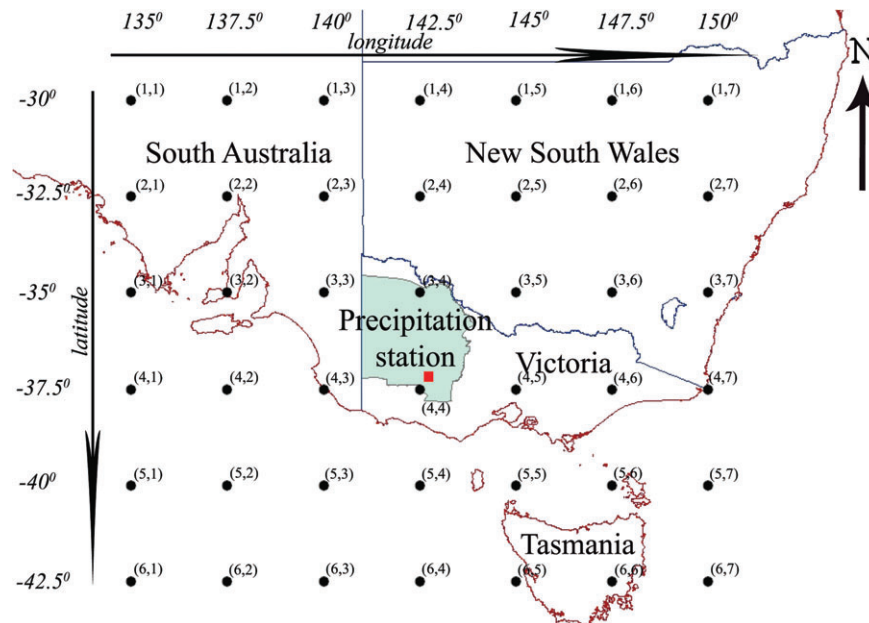 135⁰ 137.5⁰ 140⁰ 142.5⁰ 145⁰ 147.5⁰ 150⁰
longitude
N
-30⁰ (1,1) (1,2) (1,3) (1,4) (1,5) (1,6) (1,7)
South Australia New South Wales
-32.5⁰ (2,1) (2,2) (2,3) (2,4) (2,5) (2,6) (2,7)
-35⁰ (3,1) (3,2) (3,3) (3,4) (3,5) (3,6) (3,7)
latitude
Precipitation
station
Victoria
-37.5⁰ (4,1) (4,2) (4,3) (4,5) (4,6) (4,7)
(4,4)
-40⁰ (5,1) (5,2) (5,3) (5,4) (5,5) (5,6) (5,7)
Tasmania
-42.5⁰ (6,1) (6,2) (6,3) (6,4) (6,5) (6,6) (6,7)